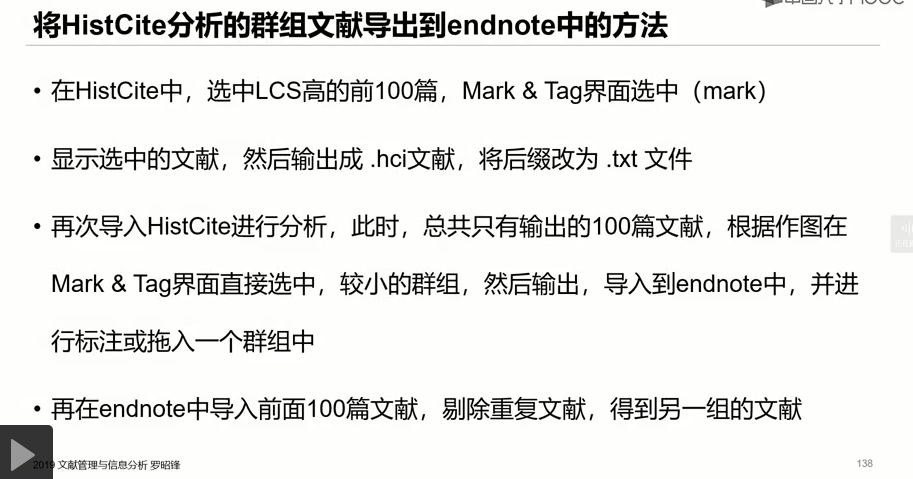 将HistCite分析的群组文献导出到endnote中的方法
• 在HistCite中，选中LCS高的前100篇，Mark & Tag界面选中（mark）
• 显示选中的文献，然后输出成 .hci文献，将后缀改为 .txt 文件
• 再次导入HistCite进行分析，此时，总共只有输出的100篇文献，根据作图在
Mark & Tag界面直接选中，较小的群组，然后输出，导入到endnote中，并进
行标注或拖入一个群组中
• 再在endnote中导入前面100篇文献，剔除重复文献，得到另一组的文献
2019 文献管理与信息分析 罗昭锋
138